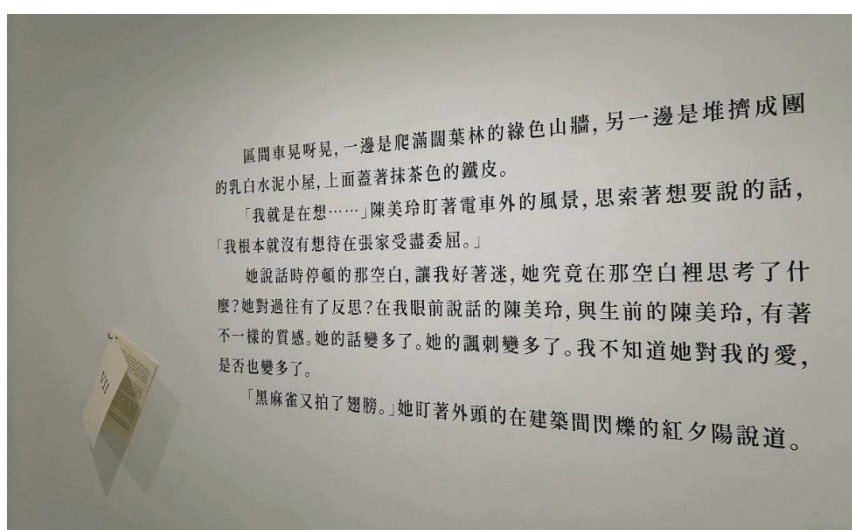 區間車晃呀晃，一邊是爬滿闊葉林的綠色山牆，另一邊是堆擠成團
的乳白水泥小屋，上面蓋著抹茶色的鐵皮。
「我就是在想⋯⋯」陳美玲盯著電車外的風景，思索著想要說的話，
「我根本就沒有想待在張家受盡委屈。」
她說話時停頓的那空白，讓我好著迷，她究竟在那空白裡思考了什
麼？她對過往有了反思？在我眼前說話的陳美玲，與生前的陳美玲，有著
不一樣的質感。她的話變多了。她的諷刺變多了。我不知道她對我的愛，
是否也變多了。
「黑麻雀又拍了翅膀。」她盯著外頭的在建築間閃爍的紅夕陽說道。
VII